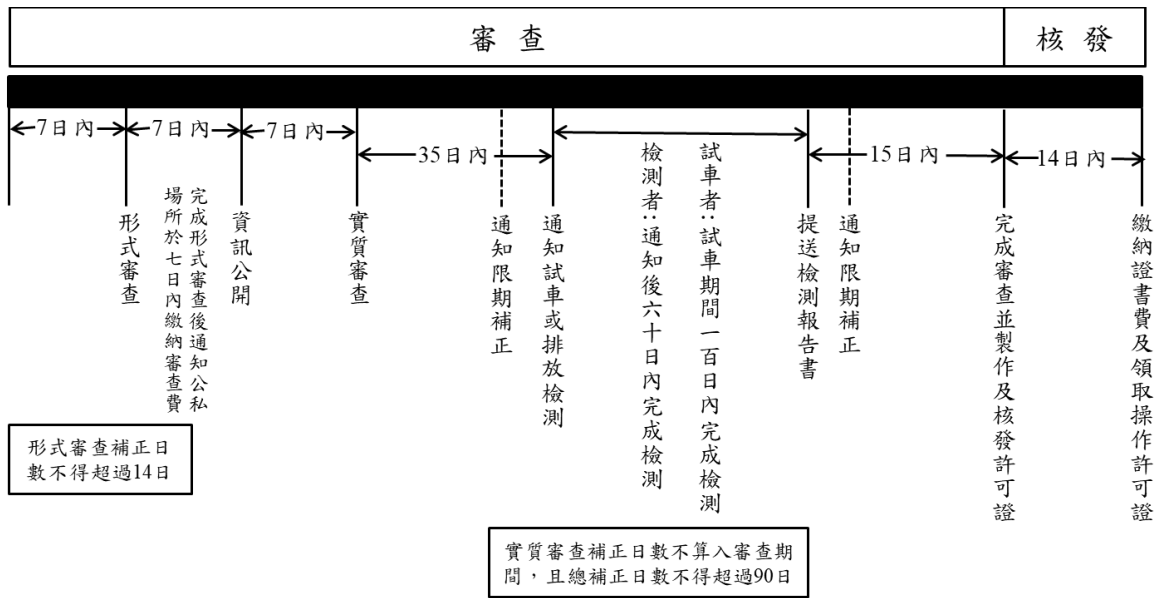 審查
核發
7日內
7日內
7日內
35日內
15日內
14日內
形式審查
完成形式審查後通知公私
場所於七日內繳納審查費
資訊公開
實質審查
通知限期補正
通知試車或排放檢測
試車者：試車期間一百日內完成檢測
檢測者：通知後六十日內完成檢測
提送檢測報告書
通知限期補正
完成審查並製作及核發許可證
繳納證書費及領取操作許可證
形式審查補正日
數不得超過14日
實質審查補正日數不算入審查期
間，且總補正日數不得超過90日